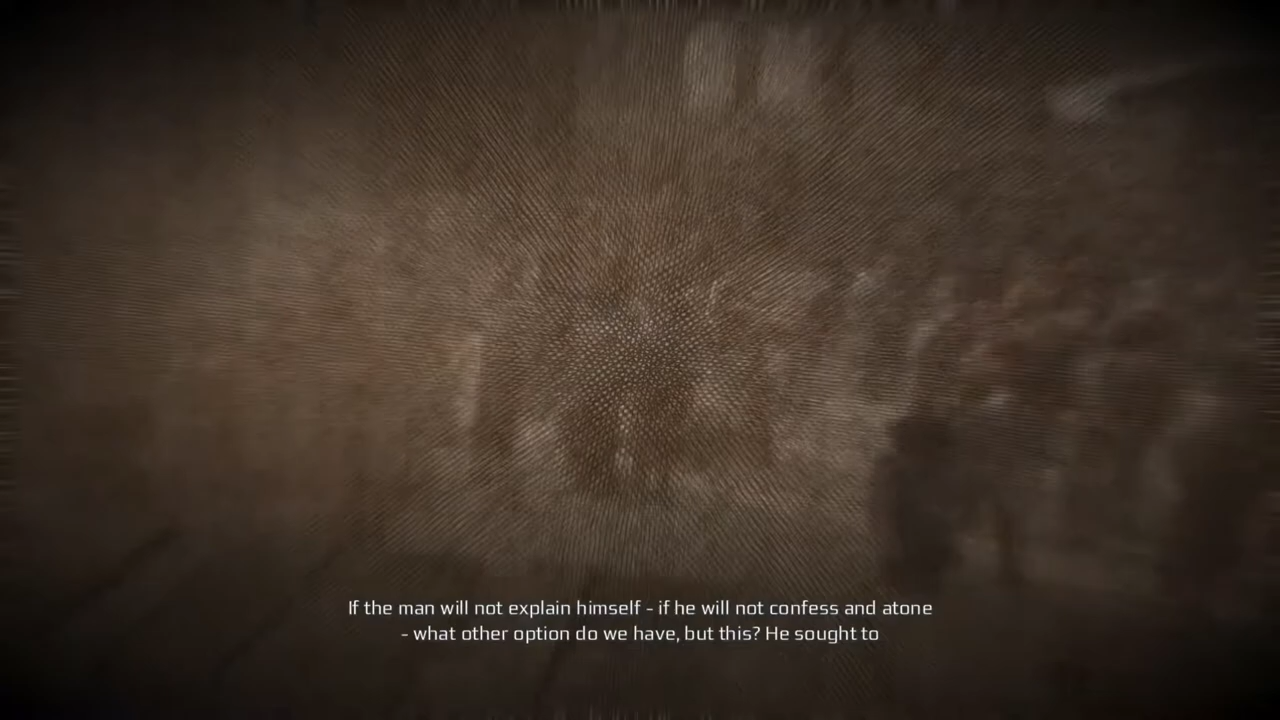 If the man will not explain himself - if he will not confess and atone
- what other option do we have, but this? He sought to